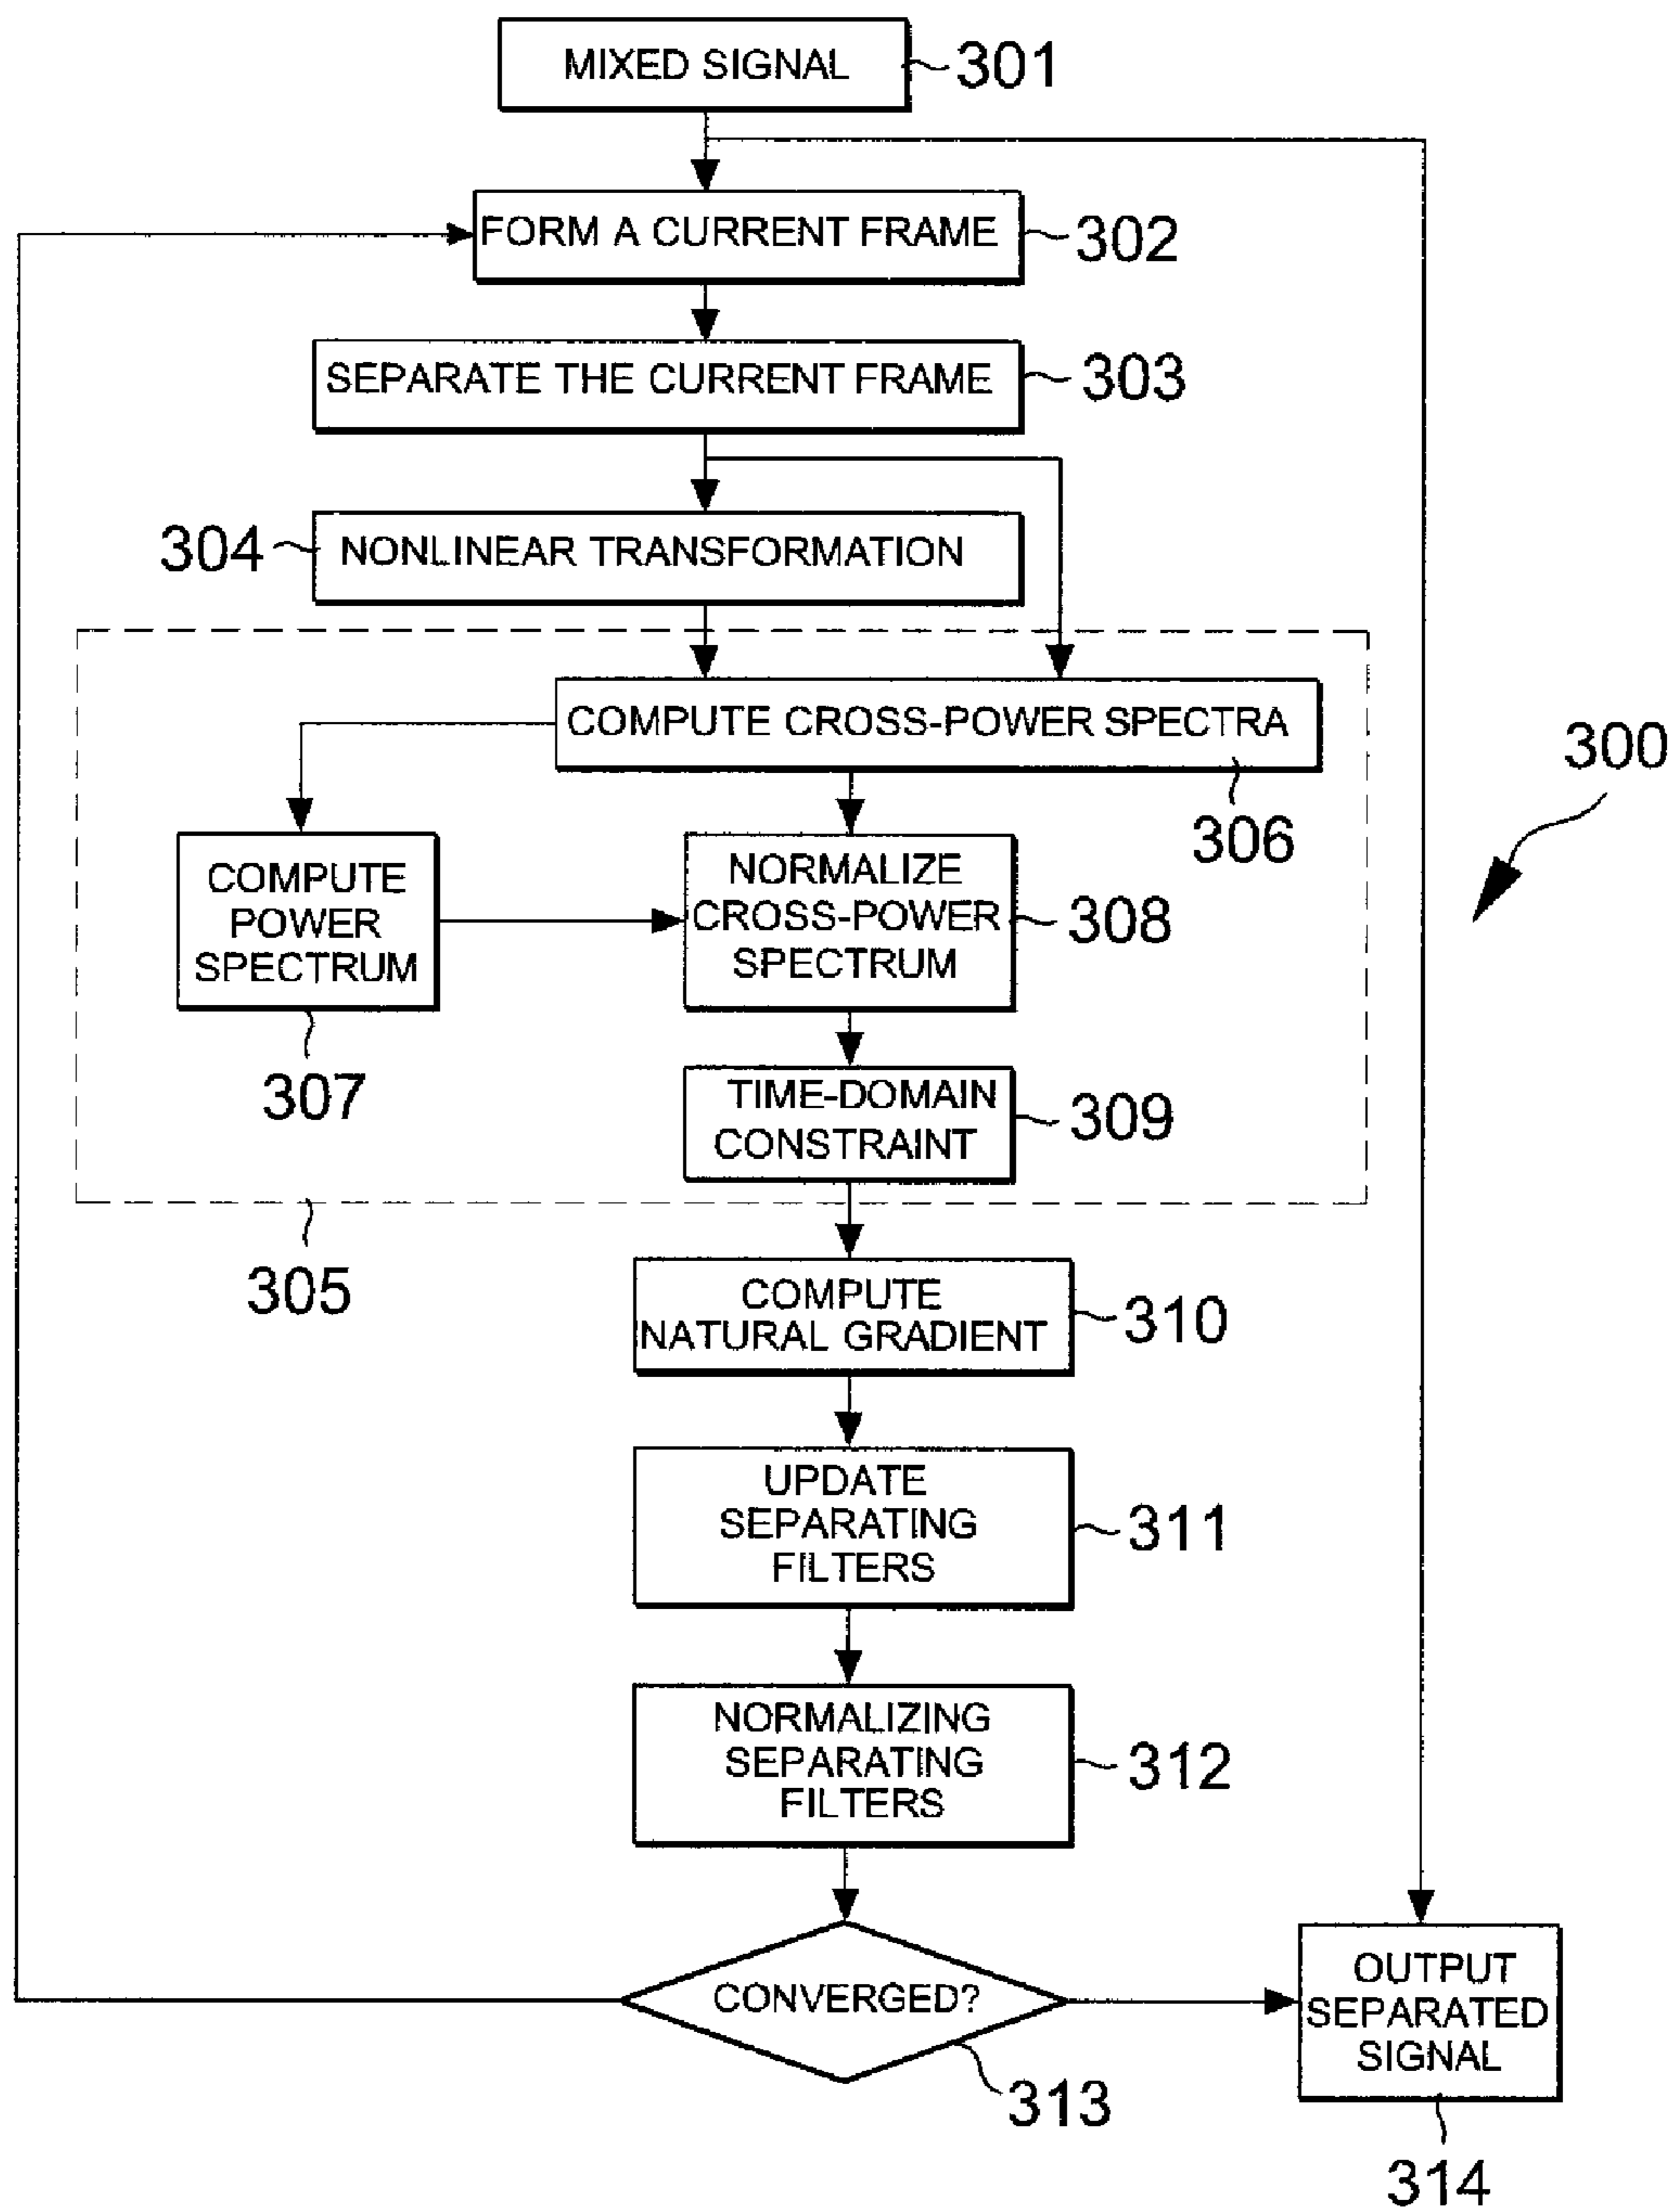 MIXED SIGNAL
301
FORM A CURRENT FRAME
302
SEPARATE THE CURRENT FRAME
303
304
NONLINEAR TRANSFORMATION
COMPUTE CROSS-POWER SPECTRA
306
300
COMPUTE
POWER
SPECTRUM
307
NORMALIZE
CROSS-POWER
SPECTRUM
308
TIME-DOMAIN
CONSTRAINT
309
305
COMPUTE
NATURAL GRADIENT
310
UPDATE
SEPARATING
FILTERS
311
NORMALIZING
SEPARATING
FILTERS
312
CONVERGED?
313
OUTPUT
SEPARATED
SIGNAL
314